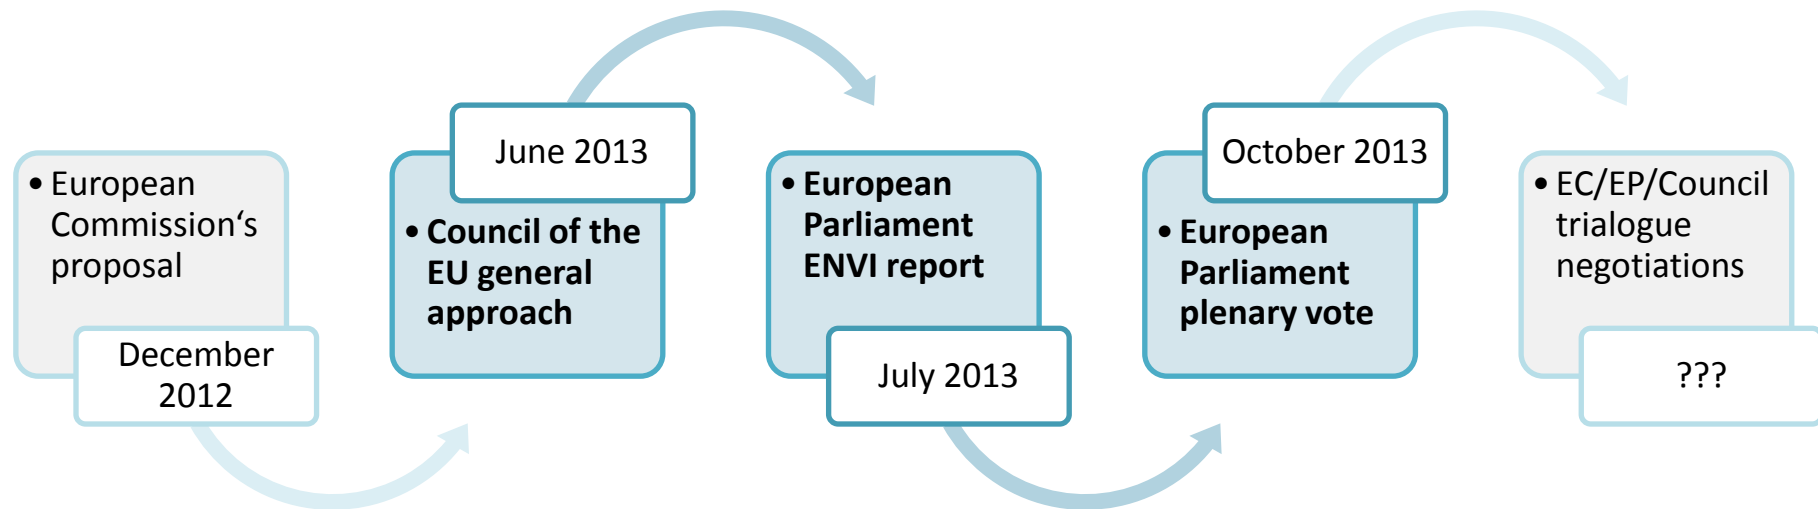 • European
Commission‘s
proposal
December
2012
June 2013
• Council of the
EU general
approach
• European
Parliament
ENVI report
July 2013
October 2013
• European
Parliament
plenary vote
• EC/EP/Council
trialogue
negotiations
???